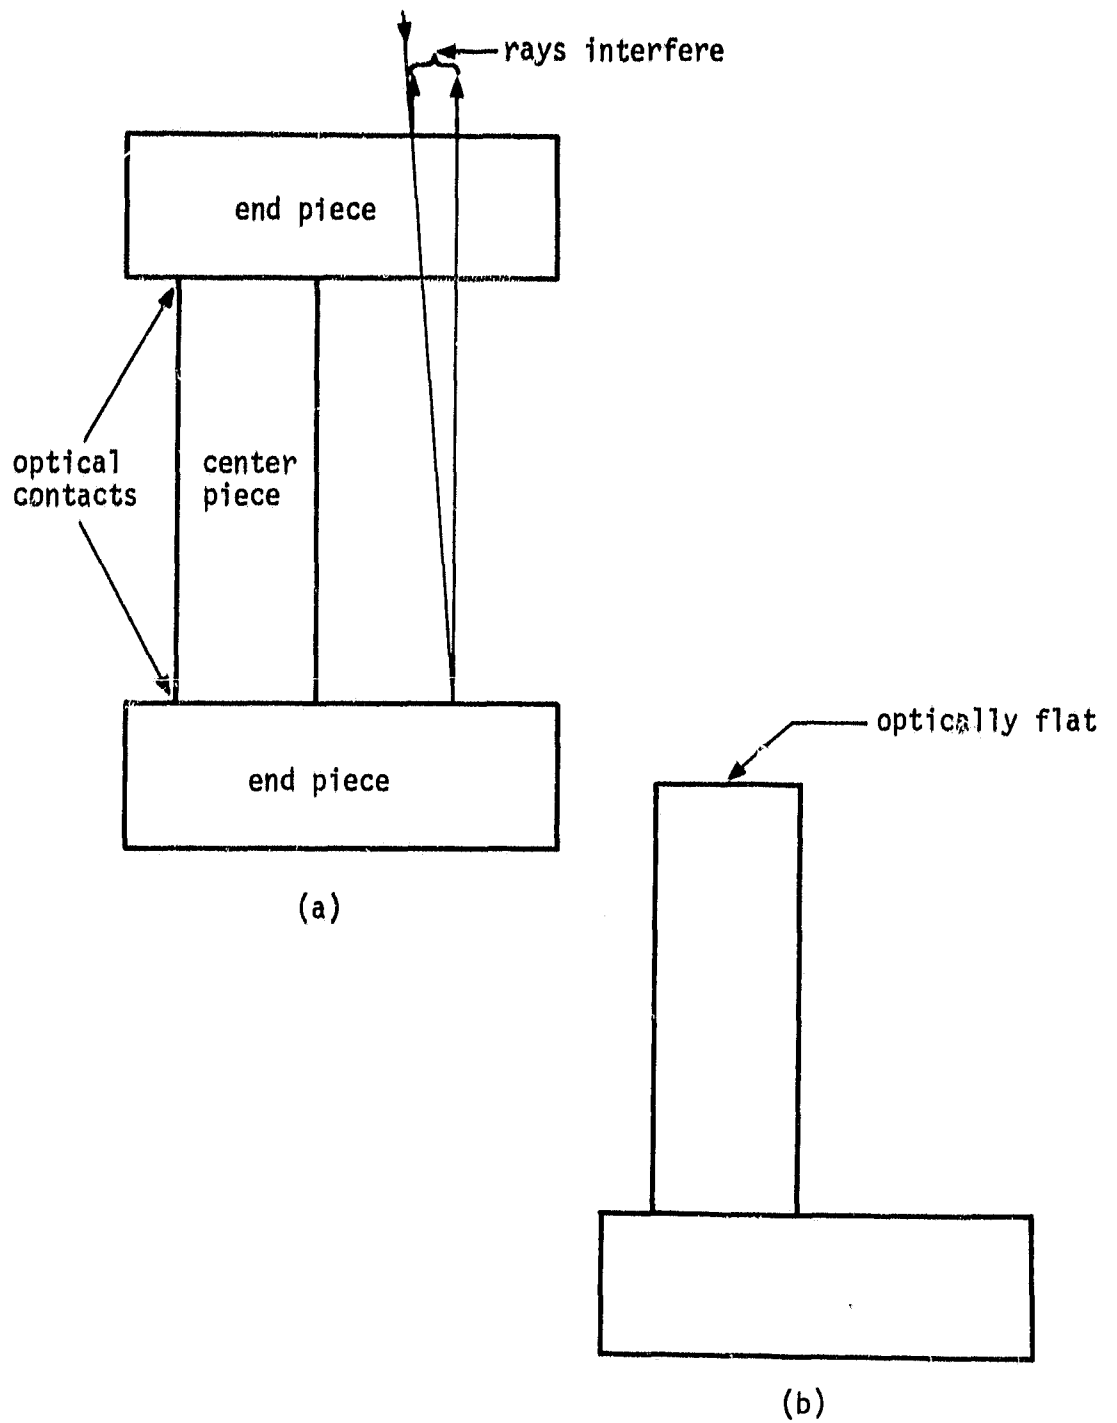 rays interfere
end piece
optical
contacts
center
piece
end piece
(a)
optically flat
(b)